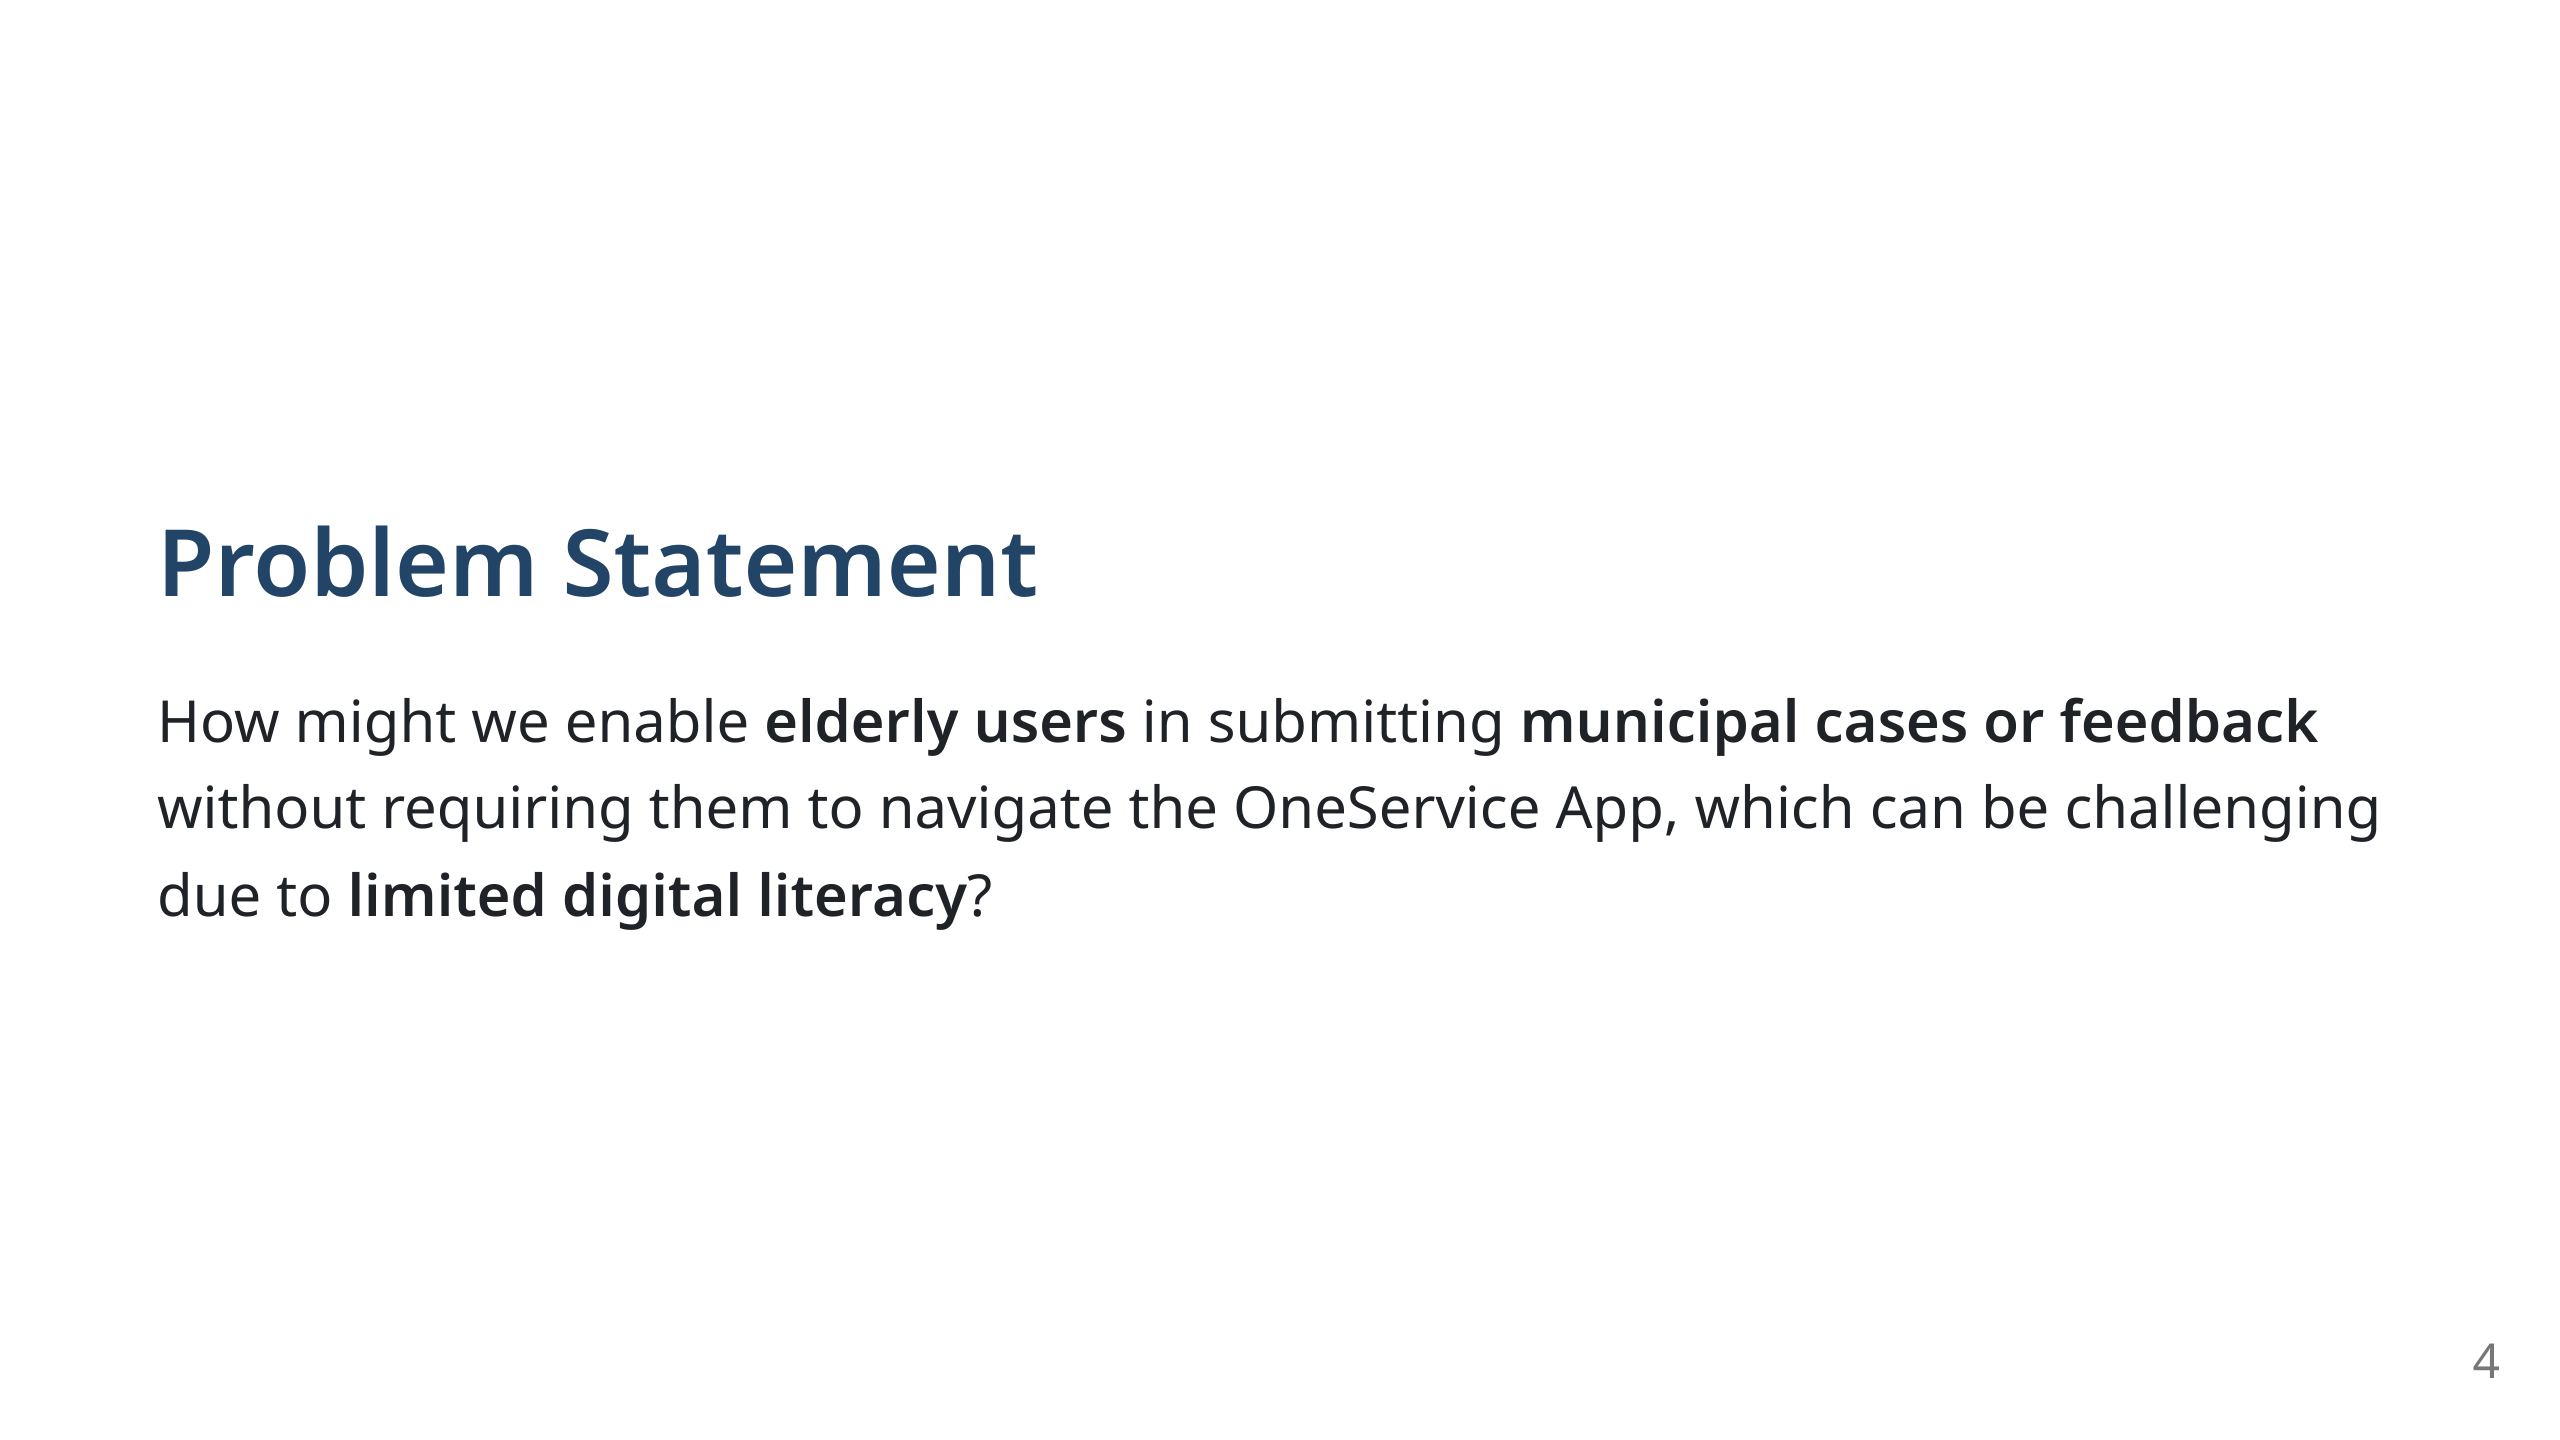 Problem Statement
How might we enable elderly users in submitting municipal cases or feedback
without requiring them to navigate the OneService App, which can be challenging
due to limited digital literacy?
4